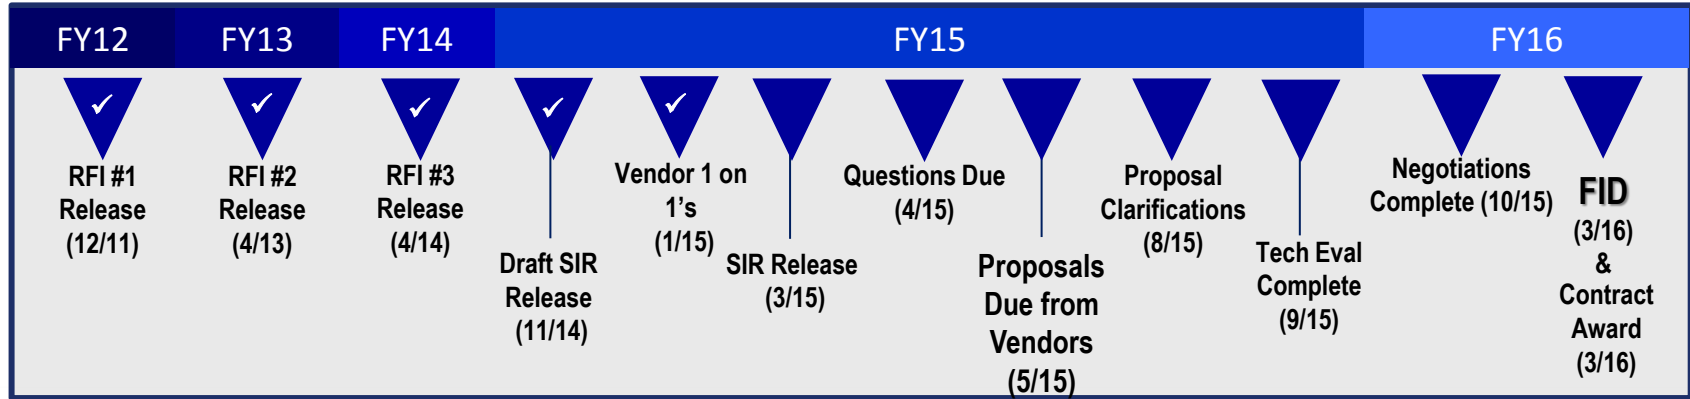 FY12
FY13
FY14
FY15
FY16
RFI #1
Release
(12/11)
RFI #2
Release
(4/13)
RFI #3
Release
(4/14)
Draft SIR
Release
(11/14)
Vendor 1 on
1’s
(1/15)
SIR Release
(3/15)
Questions Due
(4/15)
Proposals
Due from
Vendors
(5/15)
Proposal
Clarifications
(8/15)
Tech Eval
Complete
(9/15)
Negotiations
Complete (10/15)
FID
(3/16)
&
Contract
Award
(3/16)